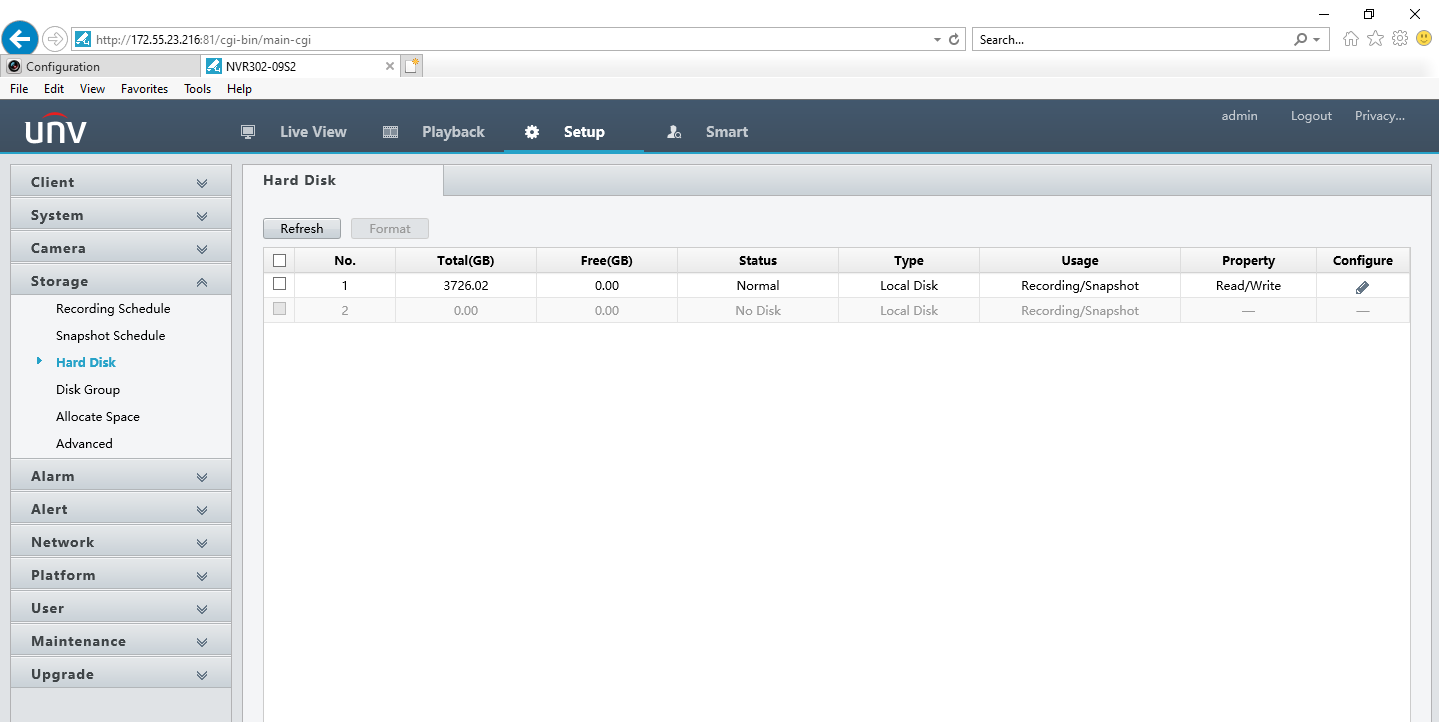 http://172.55.23.216:81/cgi-bin/main-cgi
Search...
Configuration
NVR302-09S2
File Edit View Favorites Tools Help
unv
Live View
Playback
Setup
Smart
admin
Logout
Privacy...
Client
System
Camera
Storage
Recording Schedule
Snapshot Schedule
Hard Disk
Disk Group
Allocate Space
Advanced
Alarm
Alert
Network
Platform
User
Maintenance
Upgrade
Hard Disk
Refresh
Format
No. Total(GB) Free(GB) Status Type Usage Property Configure
1 3726.02 0.00 Normal Local Disk Recording/Snapshot Read/Write
2 0.00 0.00 No Disk Local Disk Recording/Snapshot — —